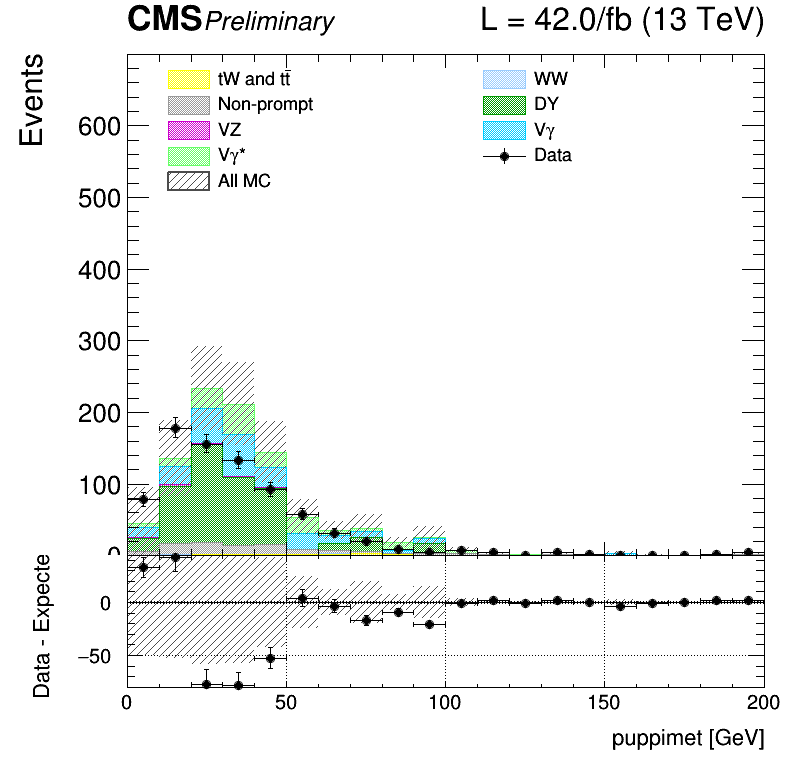 CMS Preliminary L = 42.0/fb (13 TeV)
Events
tW and tt̄
Non-prompt
VZ
Vγ*
All MC
WW
DY
Vγ
Data
600
500
400
300
200
100
0
Data - Expecte
0
−50
0 50 100 150 200
puppimet [GeV]